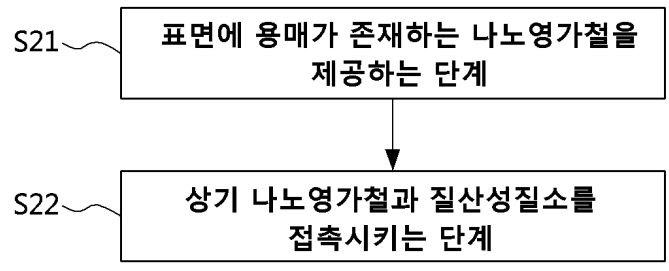 S21
표면에 용매가 존재하는 나노영가철을
제공하는 단계
S22
상기 나노영가철과 질산성질소를
접촉시키는 단계